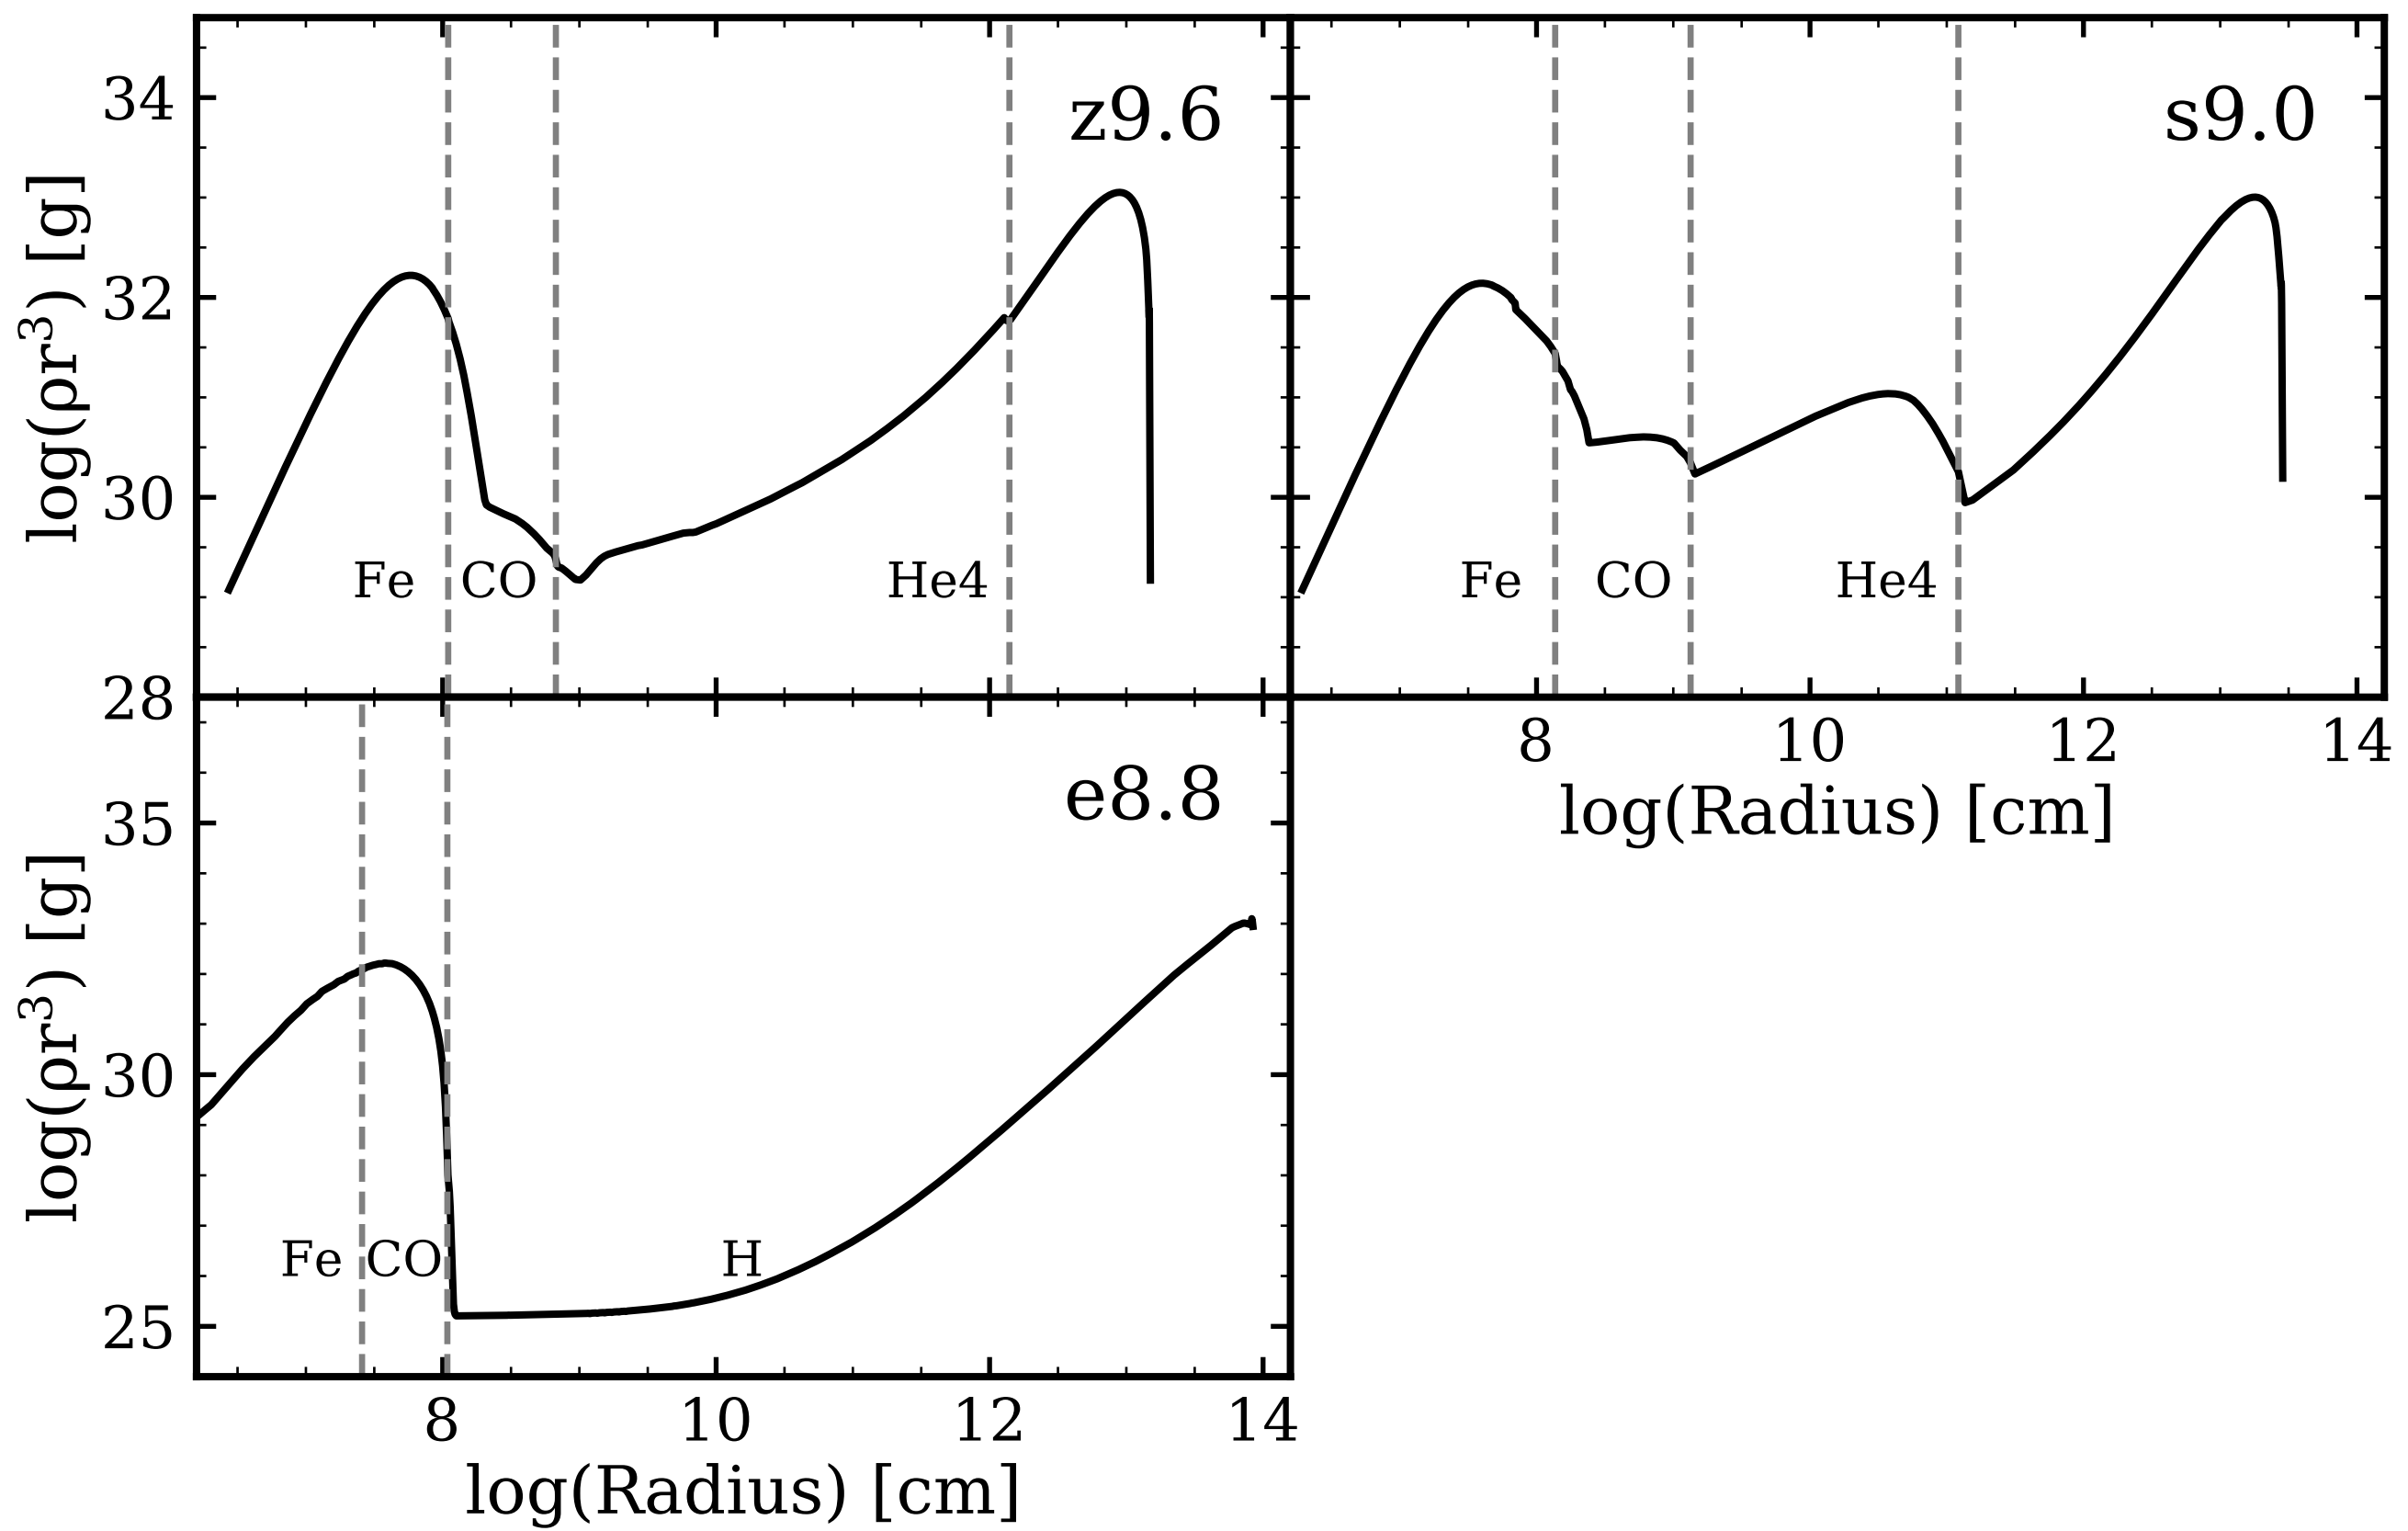 z9.6
34
32
30
28
log(ρr³) [g]
Fe
CO
He4
s9.0
Fe
CO
He4
8
10
12
14
log(Radius) [cm]
e8.8
35
30
25
log(ρr³) [g]
Fe
CO
H
8
10
12
14
log(Radius) [cm]